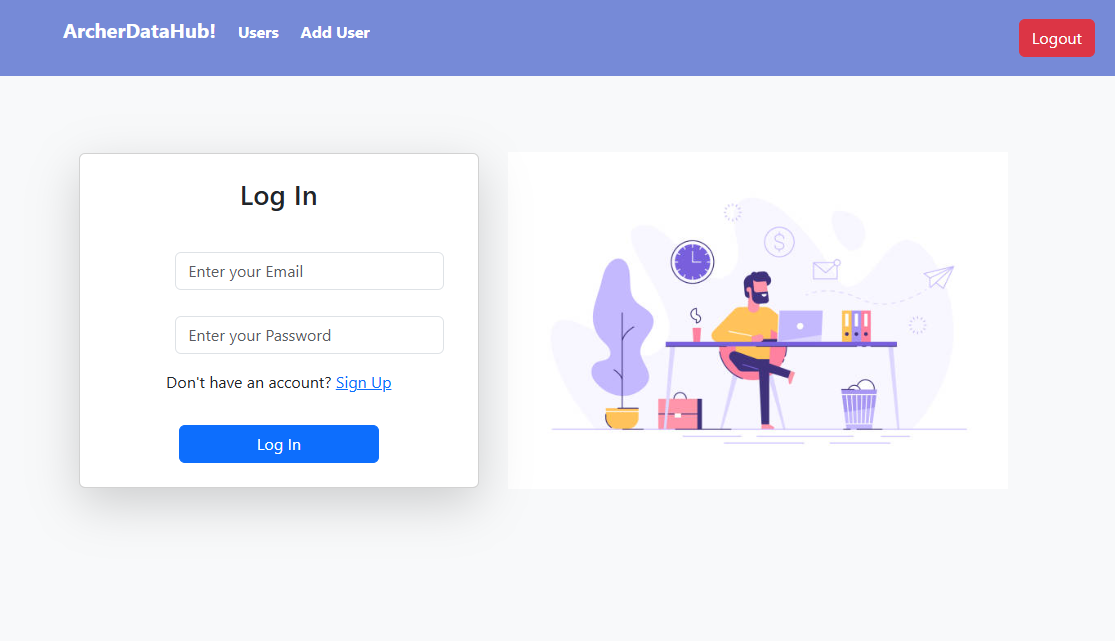 ArcherDataHub! Users Add User Logout
Log In
Enter your Email
Enter your Password
Don't have an account? Sign Up
Log In
$